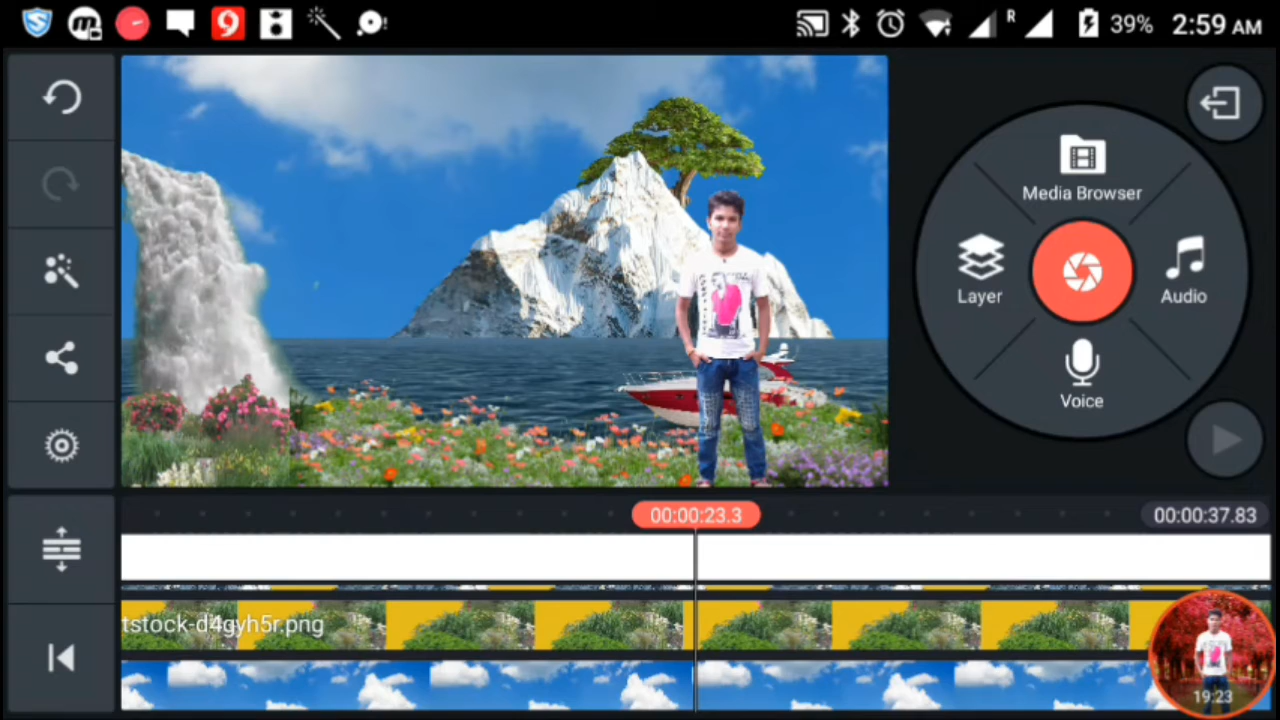 R 39% 2:59 AM
Media Browser
Layer
Audio
Voice
00:00:23.3
00:00:37.83
tstock-d4gyh5r.png
19:23